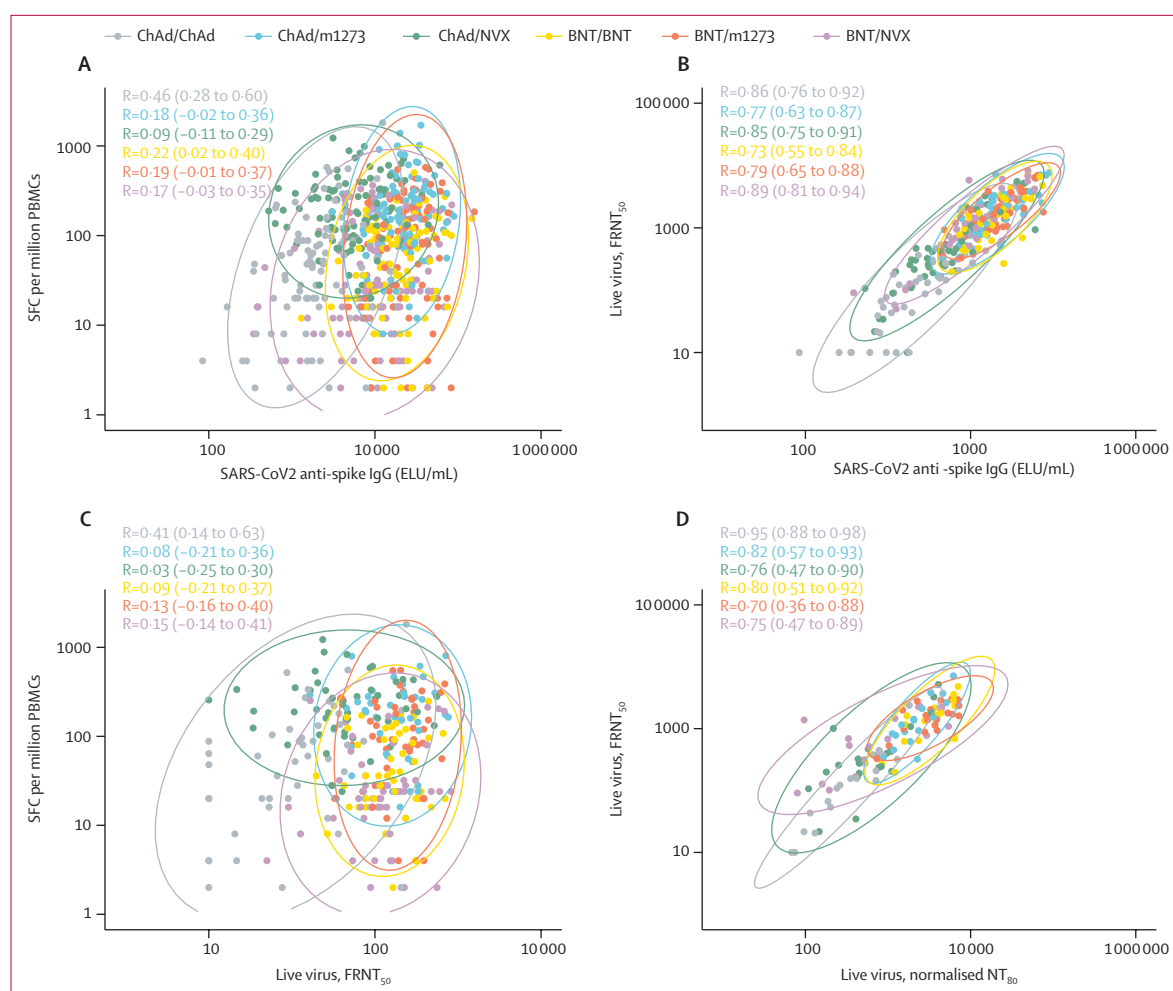 ChAd/ChAd ChAd/m1273 ChAd/NVX BNT/BNT BNT/m1273 BNT/NVX
A
R=0·46 (0·28 to 0·60)
R=0·18 (−0·02 to 0·36)
R=0·09 (−0·11 to 0·29)
R=0·22 (0·02 to 0·40)
R=0·19 (−0·01 to 0·37)
R=0·17 (−0·03 to 0·35)
1000
100
10
1
SFC per million PBMCs
100 10 000 1 000 000
SARS-CoV2 anti-spike IgG (ELU/mL)
B
R=0·86 (0·76 to 0·92)
R=0·77 (0·63 to 0·87)
R=0·85 (0·75 to 0·91)
R=0·73 (0·55 to 0·84)
R=0·79 (0·65 to 0·88)
R=0·89 (0·81 to 0·94)
100 000
1000
10
Live virus, FRNT50
100 1000 1 000 000
SARS-CoV2 anti -spike IgG (ELU/mL)
C
R=0·41 (0·14 to 0·63)
R=0·08 (−0·21 to 0·36)
R=0·03 (−0·25 to 0·30)
R=0·09 (−0·21 to 0·37)
R=0·13 (−0·16 to 0·40)
R=0·15 (−0·14 to 0·41)
1000
100
10
1
SFC per million PBMCs
10 100 10 000
Live virus, FRNT50
D
R=0·95 (0·88 to 0·98)
R=0·82 (0·57 to 0·93)
R=0·76 (0·47 to 0·90)
R=0·80 (0·51 to 0·92)
R=0·70 (0·36 to 0·88)
R=0·75 (0·47 to 0·89)
100 000
1000
10
Live virus, FRNT50
100 10 000 1 000 000
Live virus, normalised NT80